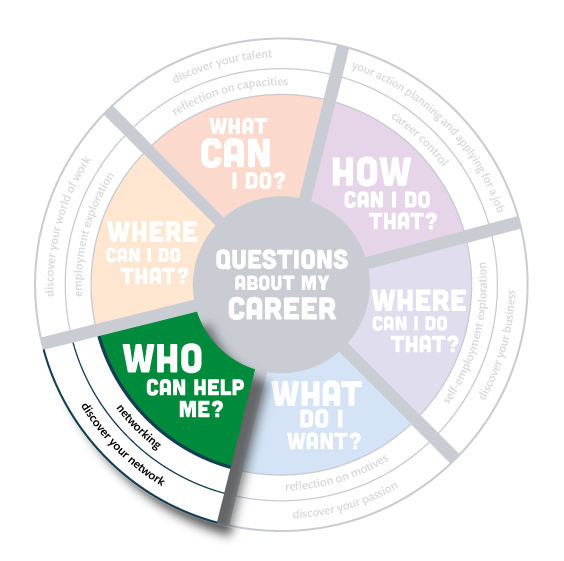 discover your talent
reflection on capacities
WHAT
CAN
I DO?
your action planning and applying for a job
career control
HOW
CAN I DO
THAT?
discover your world of work
employment exploration
WHERE
CAN I DO
THAT?
QUESTIONS
ABOUT MY
CAREER
WHERE
CAN I DO
THAT?
self-employment exploration
discover your business
WHO
CAN HELP
ME?
networking
discover your network
WHAT
DO I
WANT?
reflection on motives
discover your passion